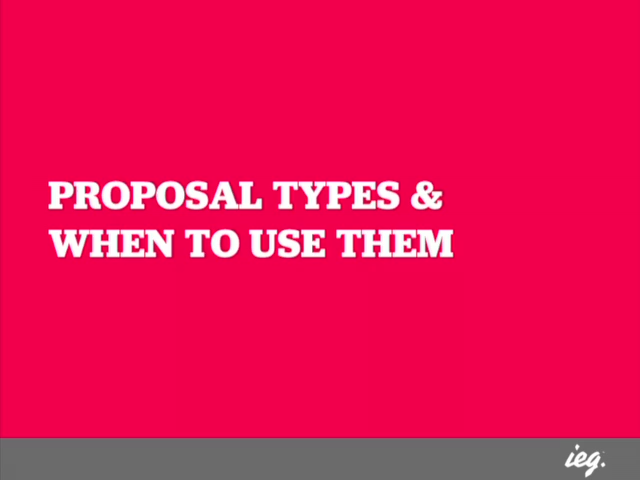 PROPOSAL TYPES &
WHEN TO USE THEM
ieg.